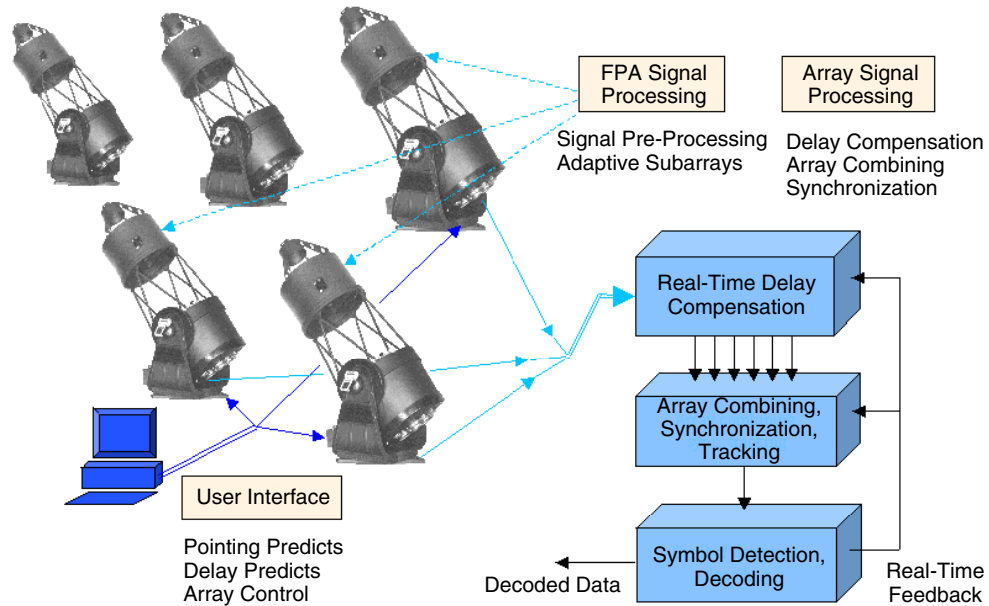 FPA Signal
Processing
Signal Pre-Processing
Adaptive Subarrays
Array Signal
Processing
Delay Compensation
Array Combining
Synchronization
Real-Time Delay
Compensation
Array Combining,
Synchronization,
Tracking
Symbol Detection,
Decoding
Real-Time
Feedback
Decoded Data
User Interface
Pointing Predicts
Delay Predicts
Array Control